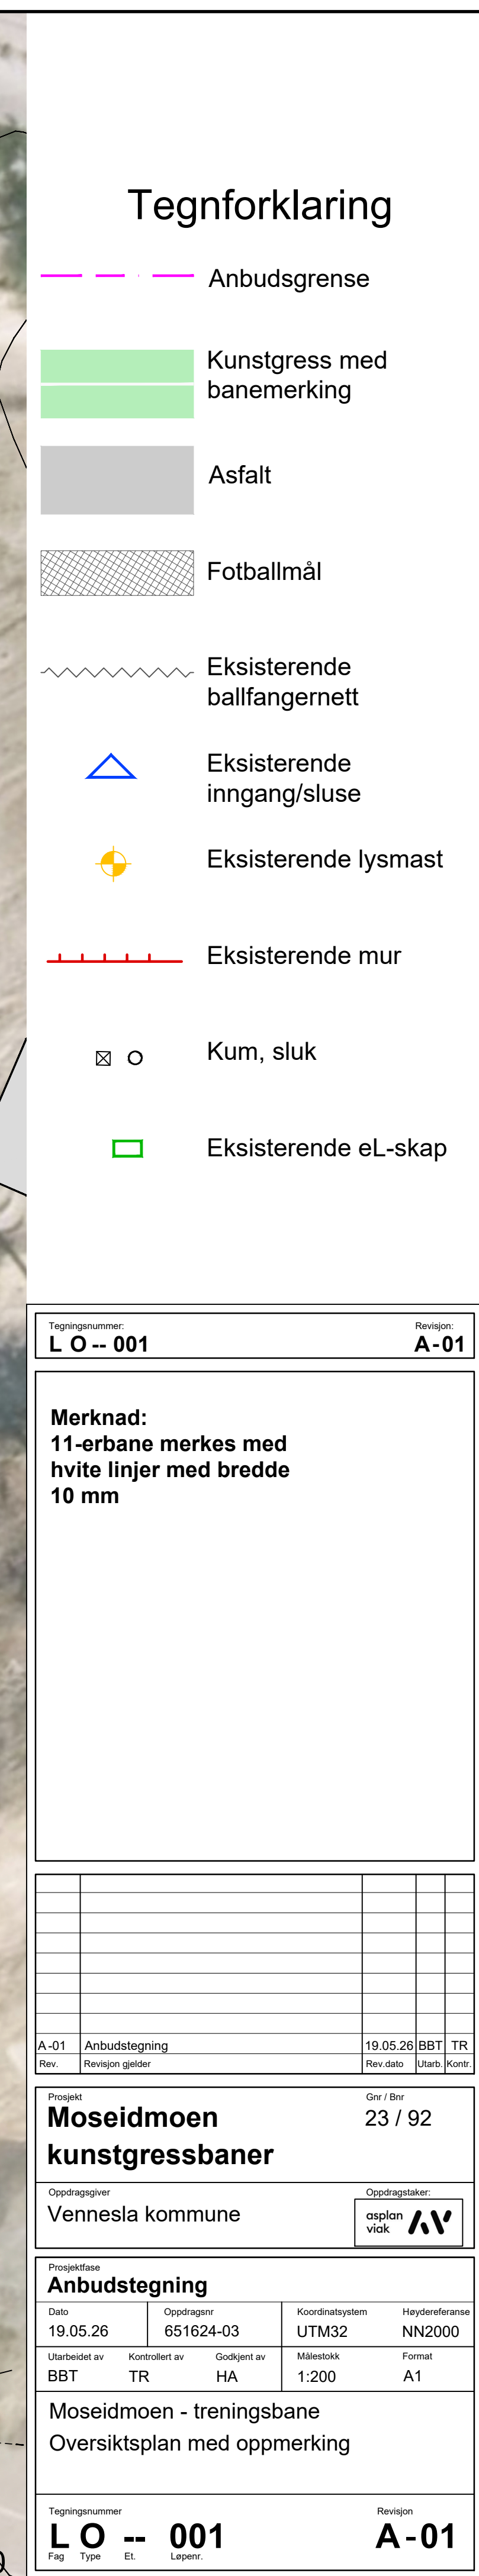 Tegnforklaring
Anbudsgrense
Kunstgress med
banemerking
Asfalt
Fotballmål
Eksisterende
ballfangernett
Eksisterende
inngang/sluse
Eksisterende lysmast
Eksisterende mur
Kum, sluk
Eksisterende eL-skap
Tegningsnummer: Revisjon:
L O -- 001 A-01
Merknad:
11-erbane merkes med
hvite linjer med bredde
10 mm
A-01 Anbudstegning 19.05.26 BBT TR
Rev. Revisjon gjelder Rev.dato Utarb. Kontr.
Prosjekt Gnr / Bnr
Moseidmoen 23 / 92
kunstgressbaner
Oppdragsgiver Oppdragstaker:
Vennesla kommune asplan
viak
Prosjektfase
Anbudstegning
Dato Oppdragsnr Koordinatsystem Høydereferanse
19.05.26 651624-03 UTM32 NN2000
Utarbeidet av Kontrollert av Godkjent av Målestokk Format
BBT TR HA 1:200 A1
Moseidmoen - treningsbane
Oversiktsplan med oppmerking
Tegningsnummer Revisjon
L O -- 001 A-01
Fag Type Et. Løpenr.